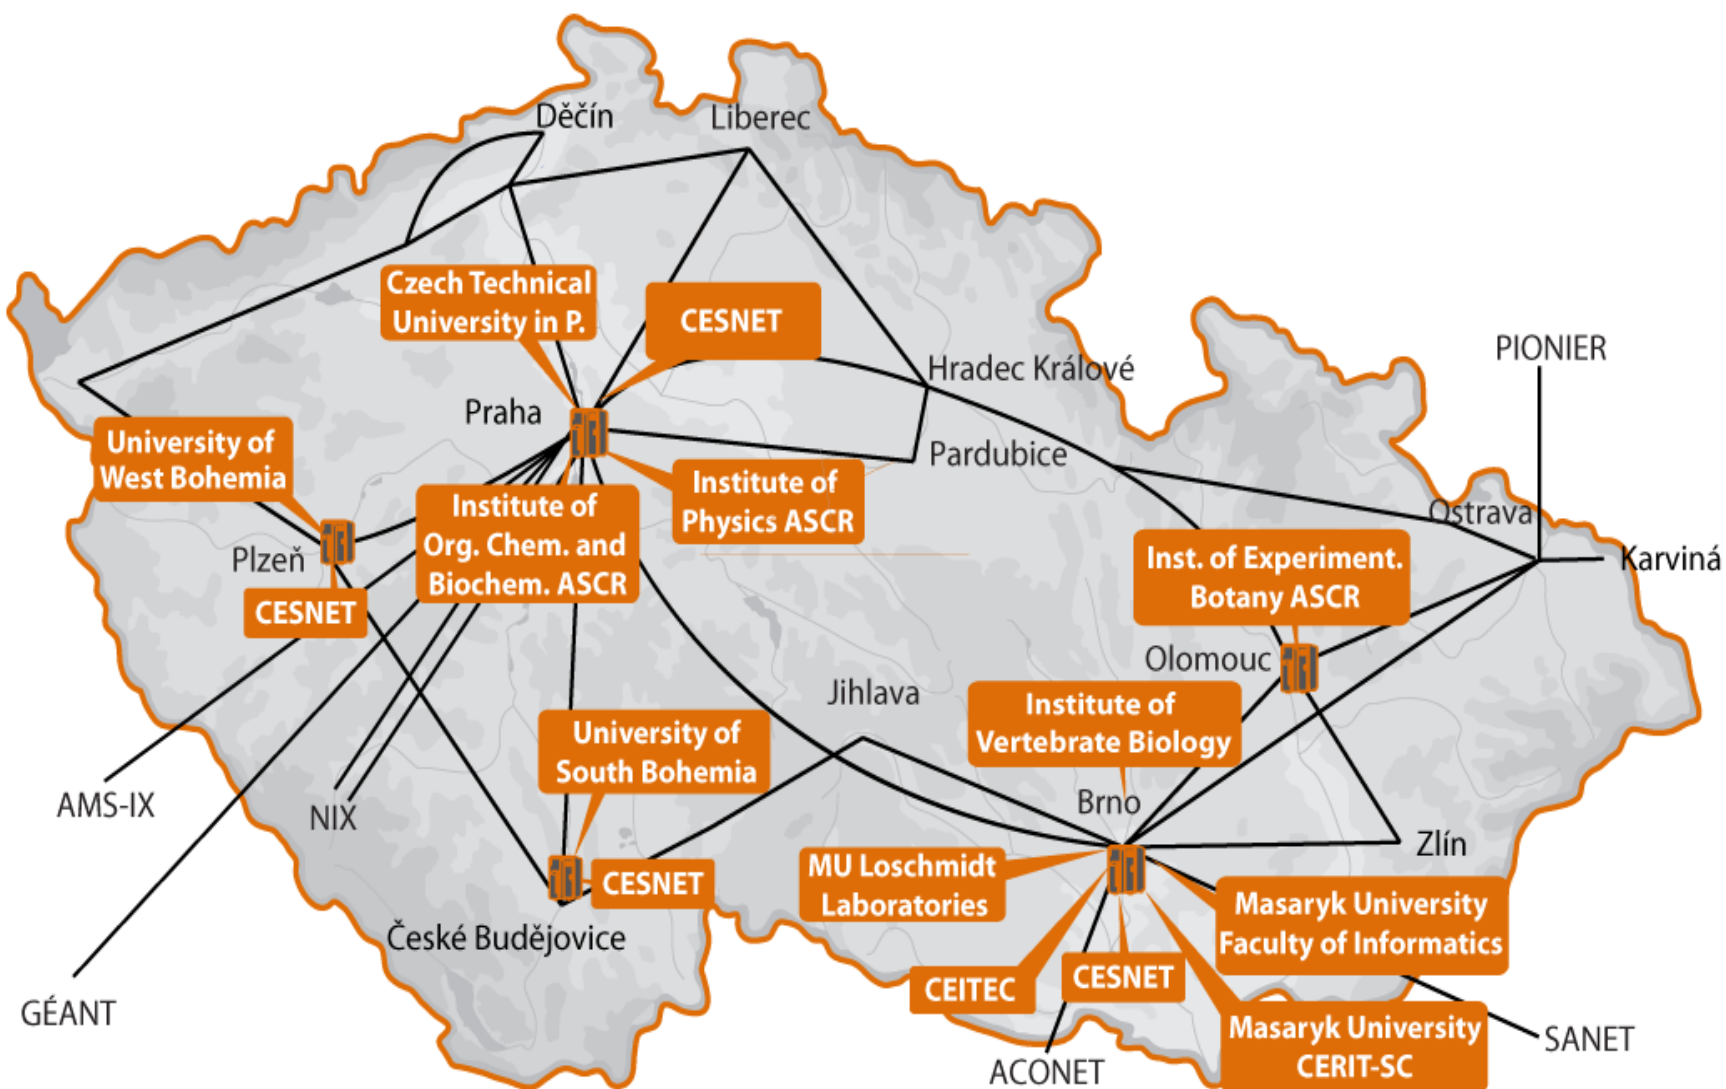 Děčín
Liberec
Czech Technical
University in P.
CESNET
PIONIER
Hradec Králové
Praha
University of
West Bohemia
Pardubice
Institute of
Physics ASCR
Institute of
Org. Chem. and
Biochem. ASCR
Ostrava
Karviná
Plzeň
CESNET
Inst. of Experiment.
Botany ASCR
Olomouc
Jihlava
Institute of
Vertebrate Biology
University of
South Bohemia
AMS-IX
NIX
Brno
Zlín
MU Loschmidt
Laboratories
CESNET
Masaryk University
Faculty of Informatics
České Budějovice
CEITEC
CESNET
GÉANT
Masaryk University
CERIT-SC
SANET
ACONET